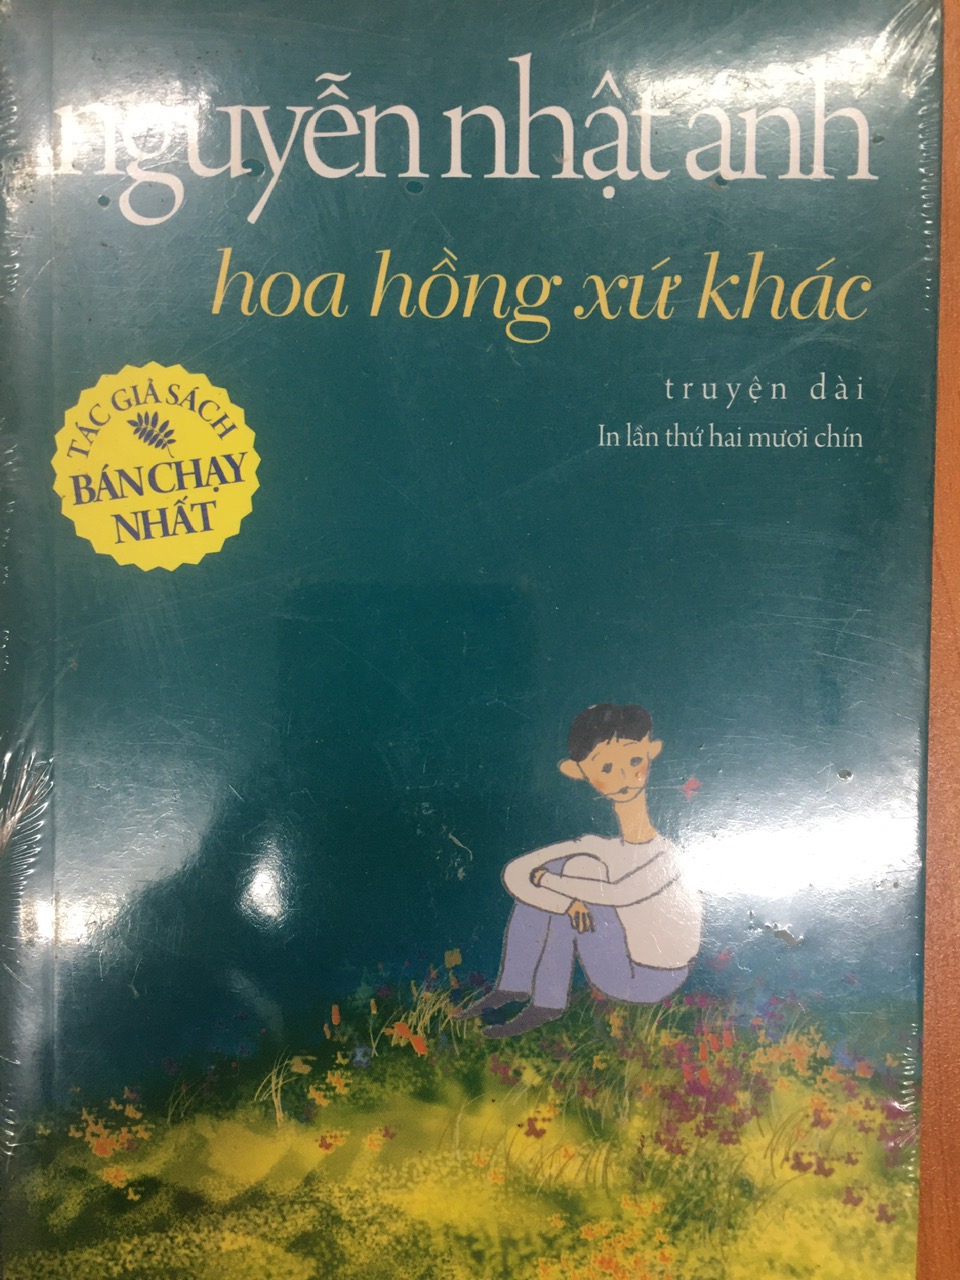 nguyễn nhật ánh
hoa hồng xứ khác
truyện dài
In lần thứ hai mươi chín
TÁC GIẢ SÁCH
BÁN CHẠY
NHẤT